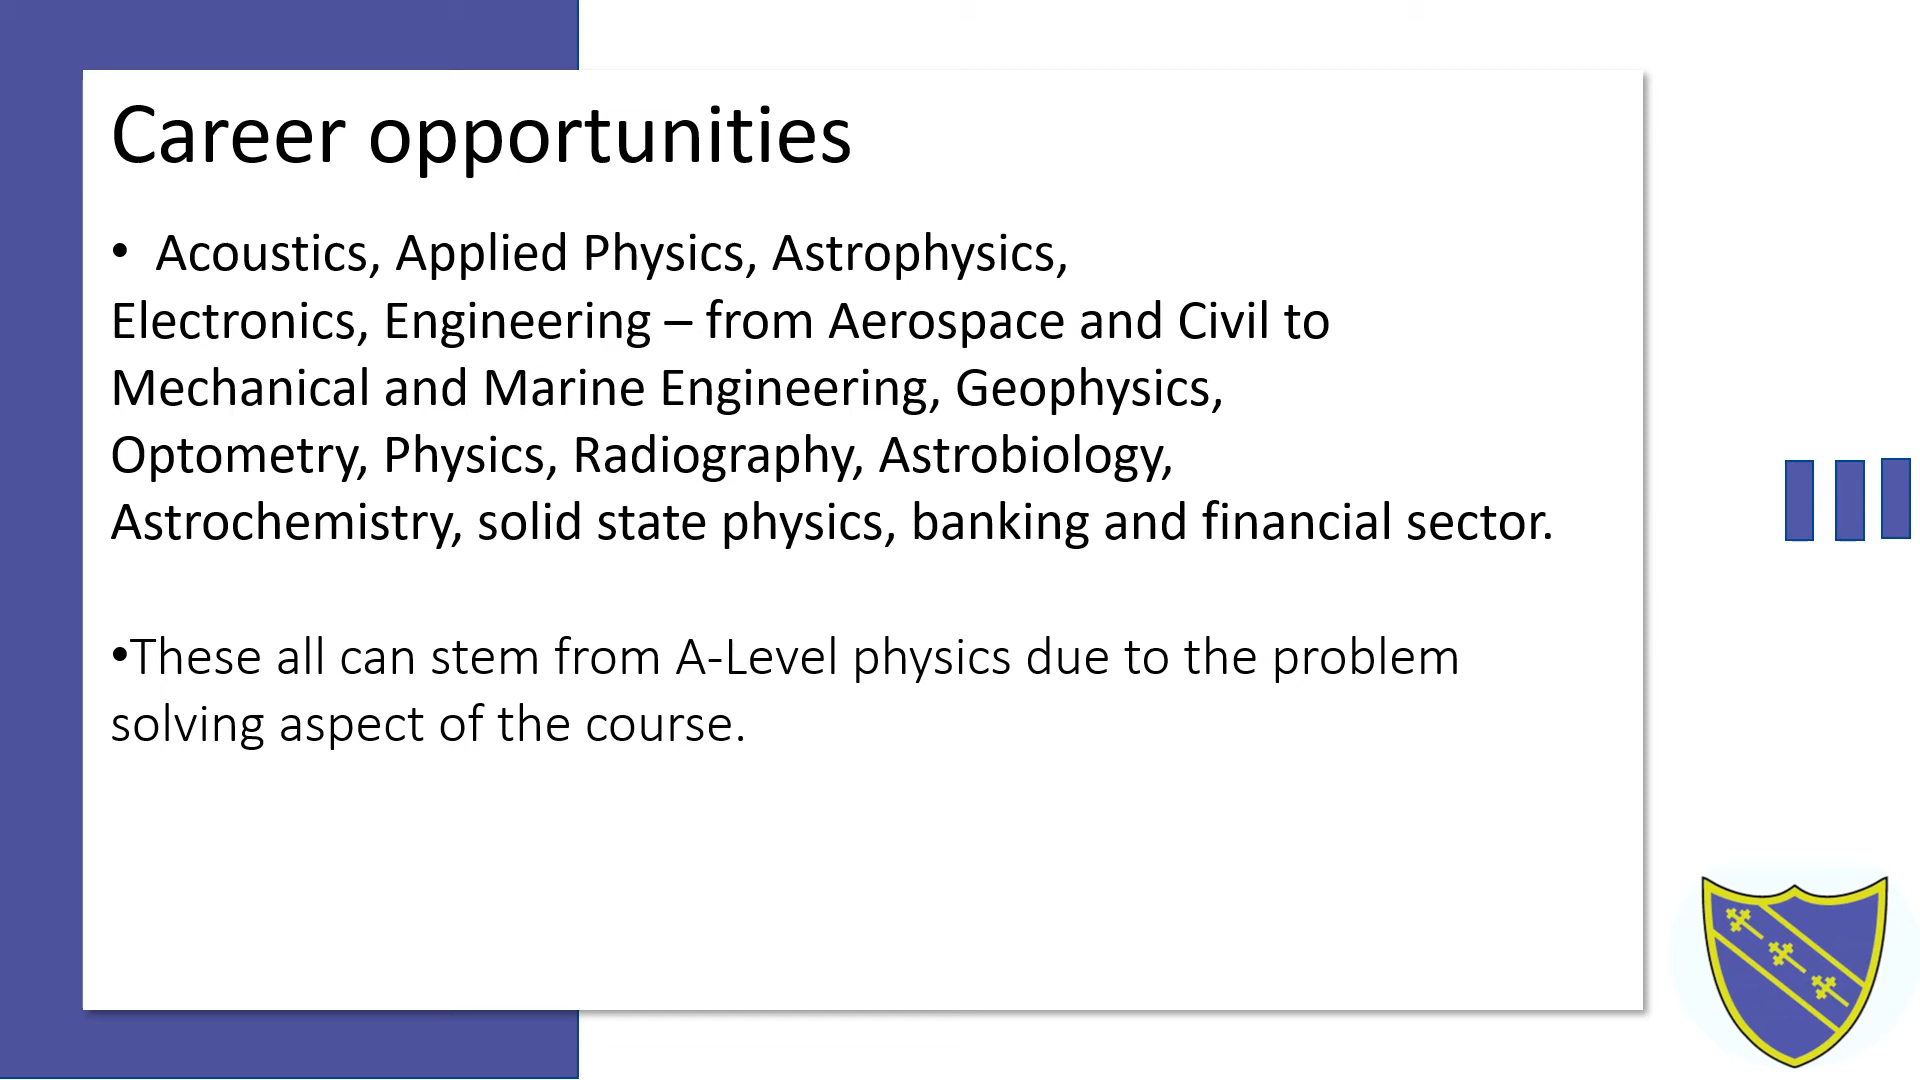 Career opportunities
• Acoustics, Applied Physics, Astrophysics,
Electronics, Engineering – from Aerospace and Civil to
Mechanical and Marine Engineering, Geophysics,
Optometry, Physics, Radiography, Astrobiology,
Astrochemistry, solid state physics, banking and financial sector.
•These all can stem from A-Level physics due to the problem
solving aspect of the course.